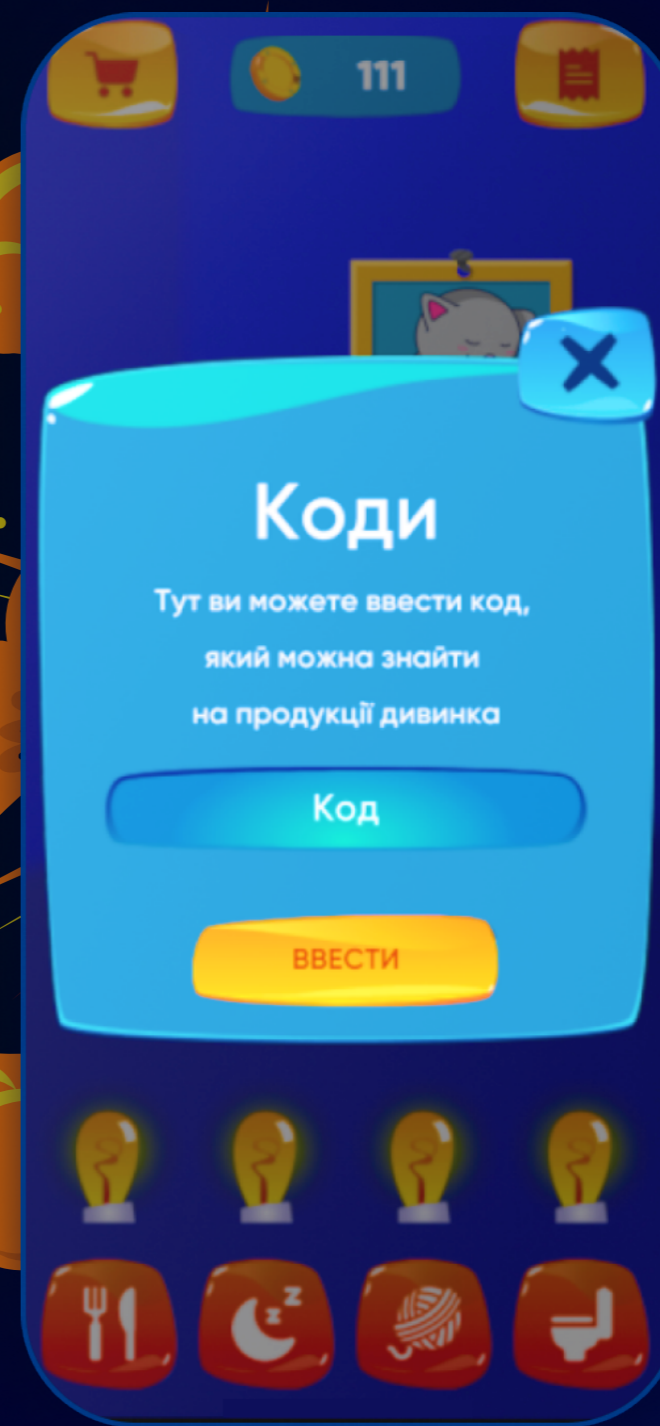 111
Коди
Тут ви можете ввести код,
який можна знайти
на продукції дивинка
Код
ВВЕСТИ